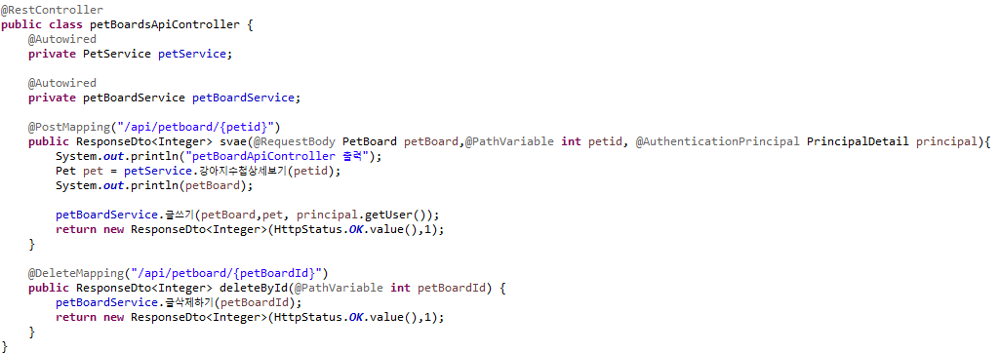 @RestController
public class petBoardsApiController {
    @Autowired
    private PetService petService;

    @Autowired
    private petBoardService petBoardService;

    @PostMapping("/api/petboard/{petid}")
    public ResponseDto<Integer> svae(@RequestBody PetBoard petBoard,@PathVariable int petid, @AuthenticationPrincipal PrincipalDetail principal){
        System.out.println("petBoardApiController 출력");
        Pet pet = petService.강아지수첩상세보기(petid);
        System.out.println(petBoard);

        petBoardService.글쓰기(petBoard,pet, principal.getUser());
        return new ResponseDto<Integer>(HttpStatus.OK.value(),1);
    }

    @DeleteMapping("/api/petboard/{petBoardId}")
    public ResponseDto<Integer> deleteById(@PathVariable int petBoardId) {
        petBoardService.글삭제하기(petBoardId);
        return new ResponseDto<Integer>(HttpStatus.OK.value(),1);
    }
}